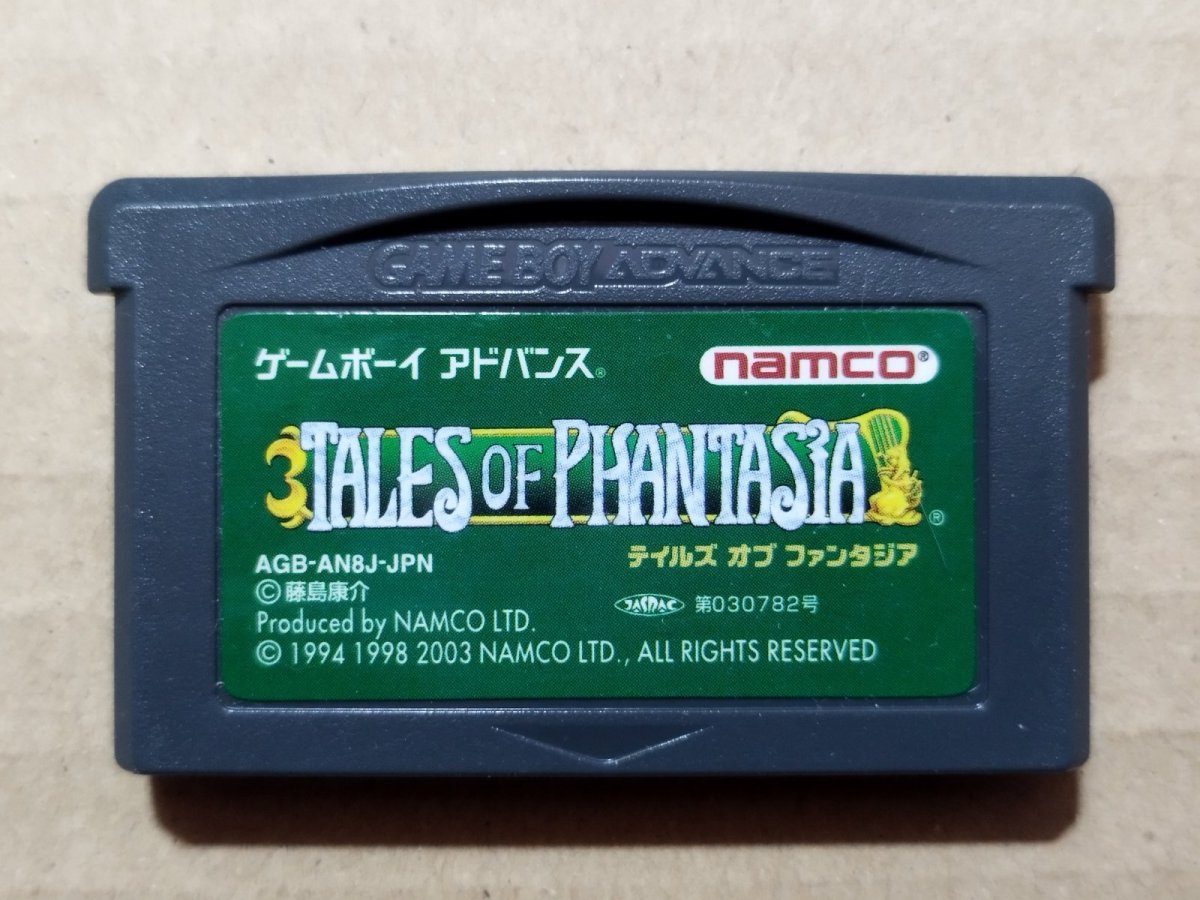 GAME BOY ADVANCE
ゲームボーイ アドバンス®
namco®
TALES OF PHANTASIA®
テイルズ オブ ファンタジア
AGB-AN8J-JPN
©藤島康介
JASRAC 第030782号
Produced by NAMCO LTD.
© 1994 1998 2003 NAMCO LTD., ALL RIGHTS RESERVED